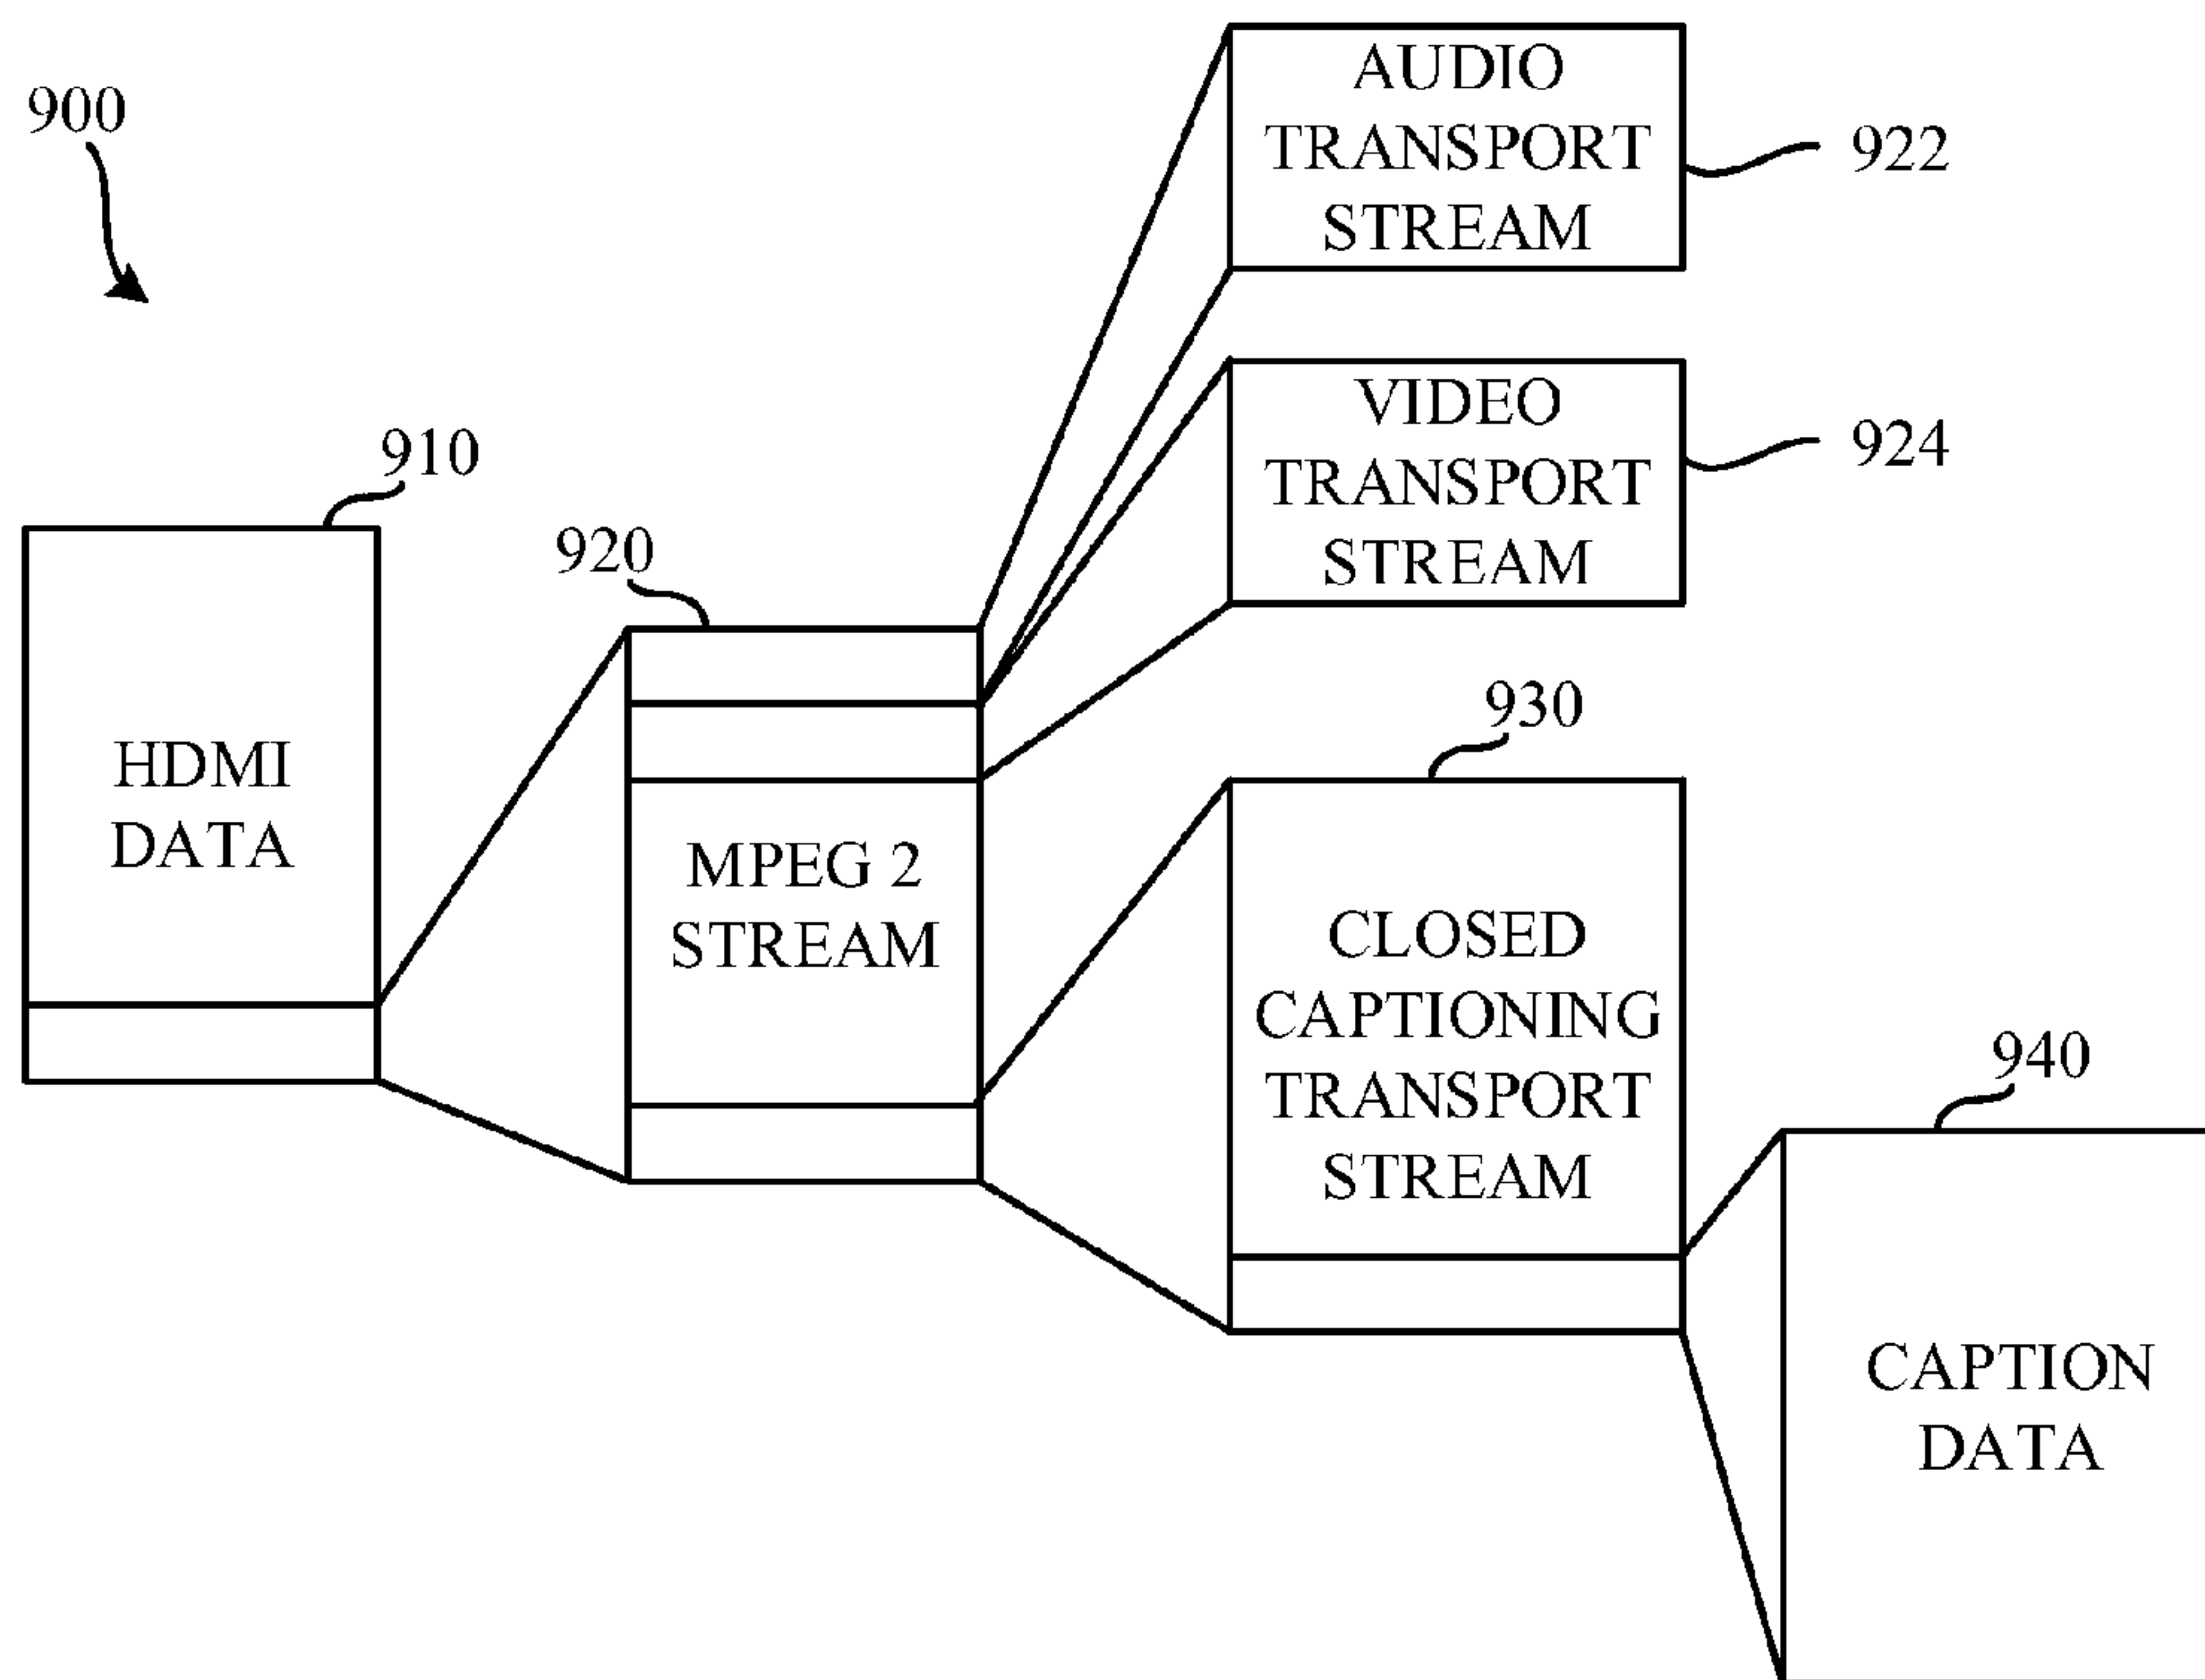 900
AUDIO
TRANSPORT
STREAM
922
VIDEO
TRANSPORT
STREAM
924
910
HDMI
DATA
920
MPEG 2
STREAM
930
CLOSED
CAPTIONING
TRANSPORT
STREAM
940
CAPTION
DATA